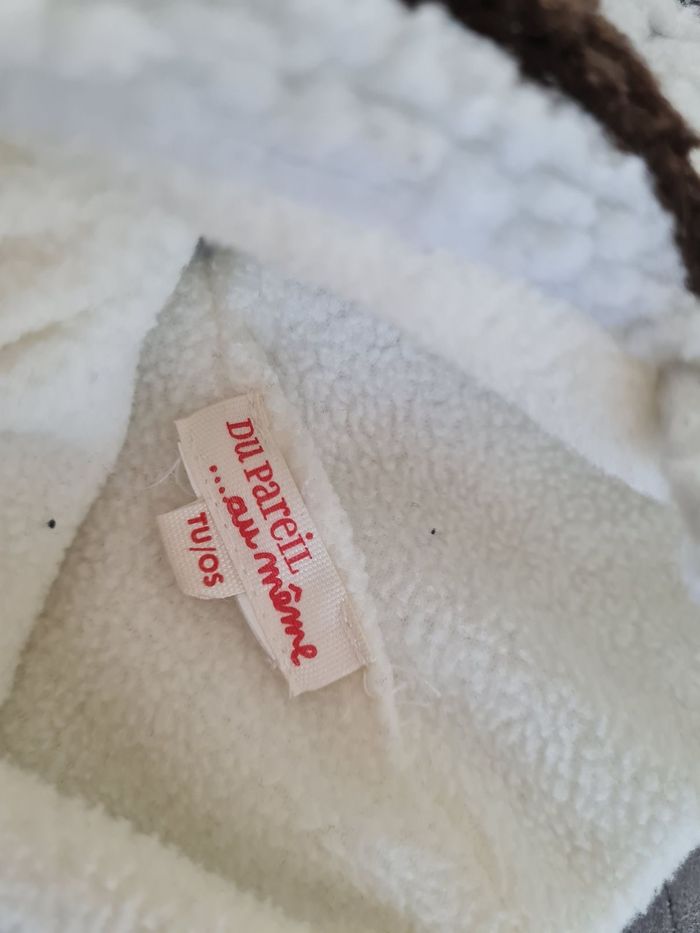 Du Pareil
...au même
TU/OS